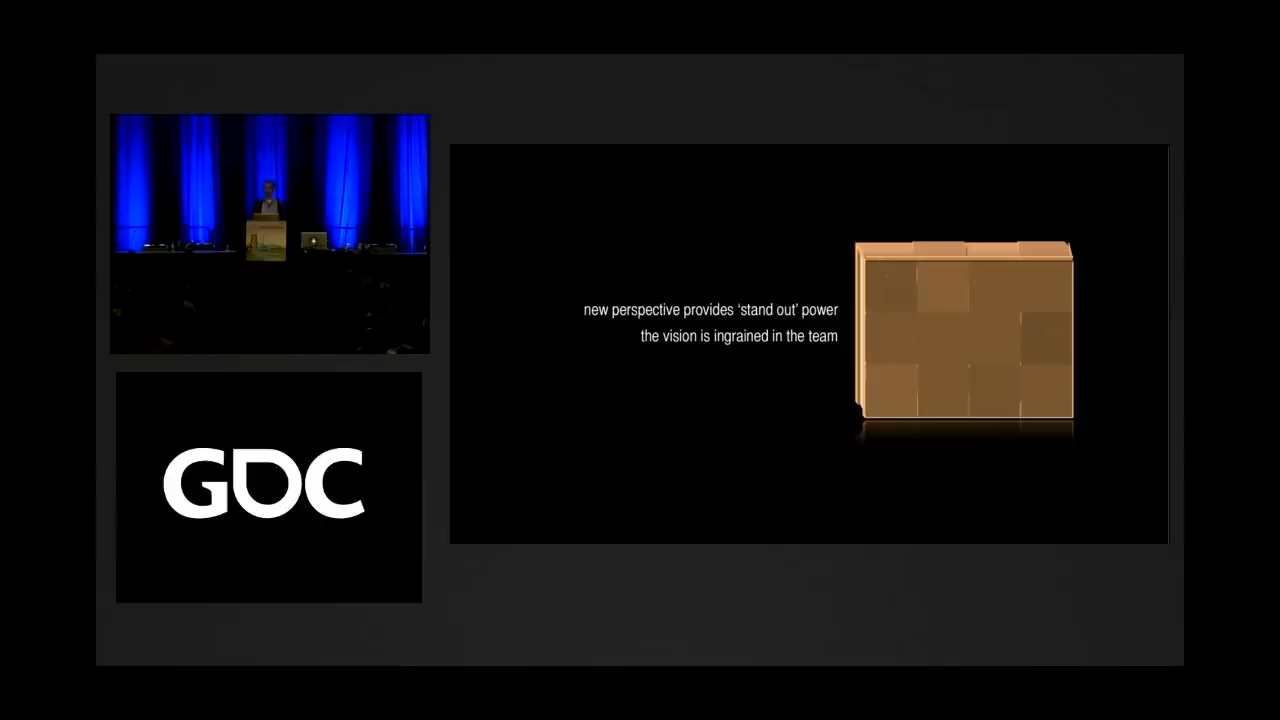 new perspective provides ‘stand out’ power
the vision is ingrained in the team
GDC